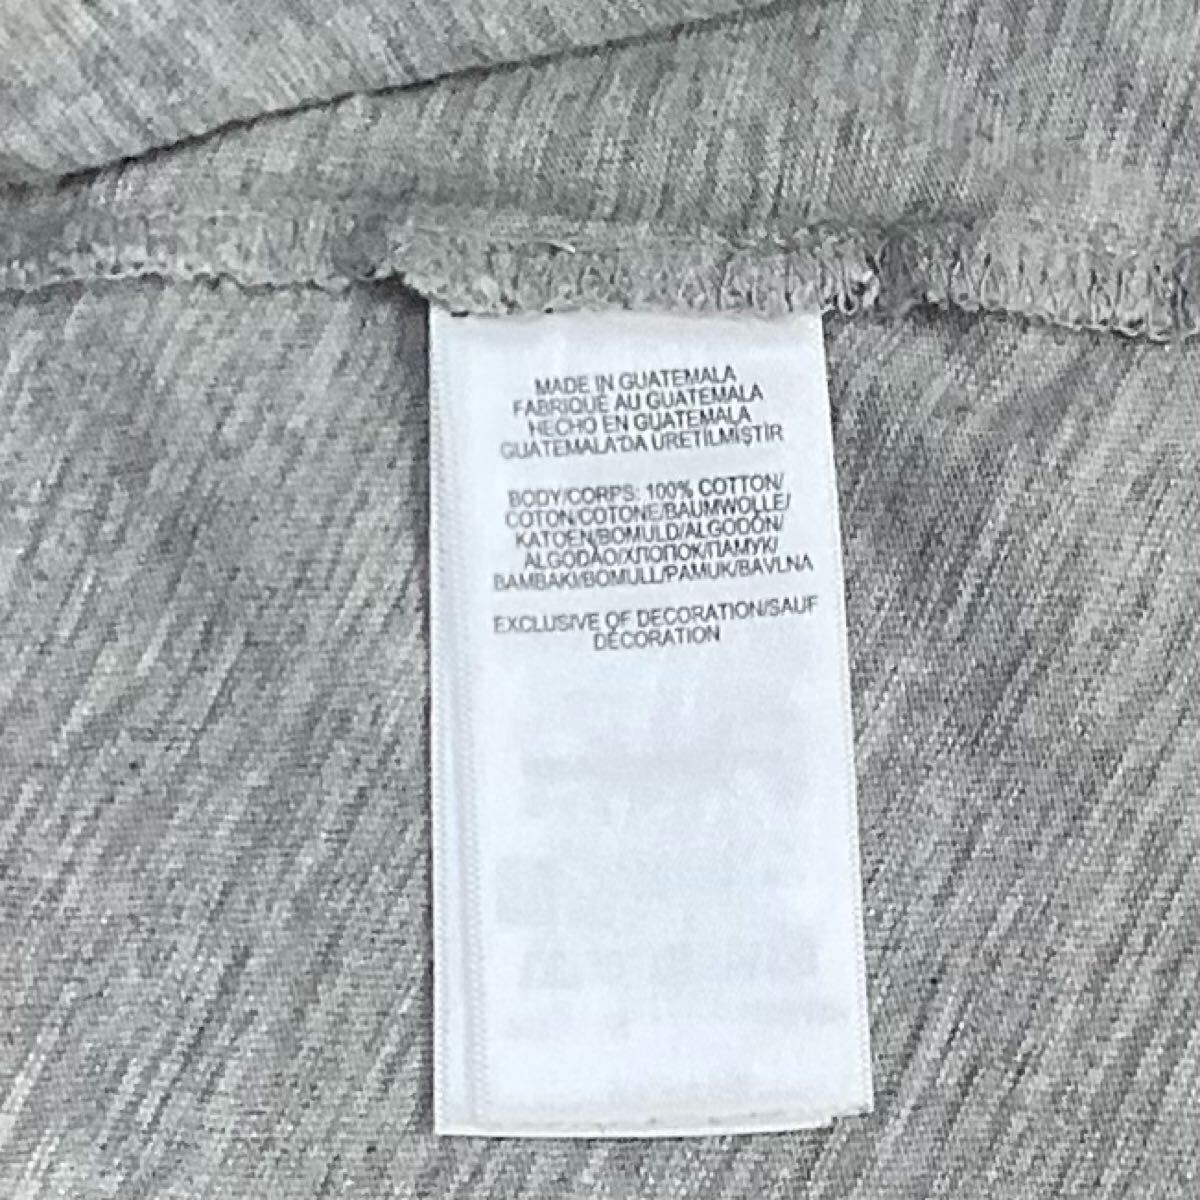 MADE IN GUATEMALA
FABRIQUÉ AU GUATEMALA
HECHO EN GUATEMALA
GUATEMALA'DA ÜRETİLMİŞTİR
BODY/CORPS: 100% COTTON/
COTON/COTONE/BAUMWOLLE/
KATOEN/BOMULD/ALGODÓN/
ALGODÃO/ХЛОПОК/ПАМУК/
BAMBAKI/BOMULL/PAMUK/BAVLNA
EXCLUSIVE OF DECORATION/SAUF
DÉCORATION